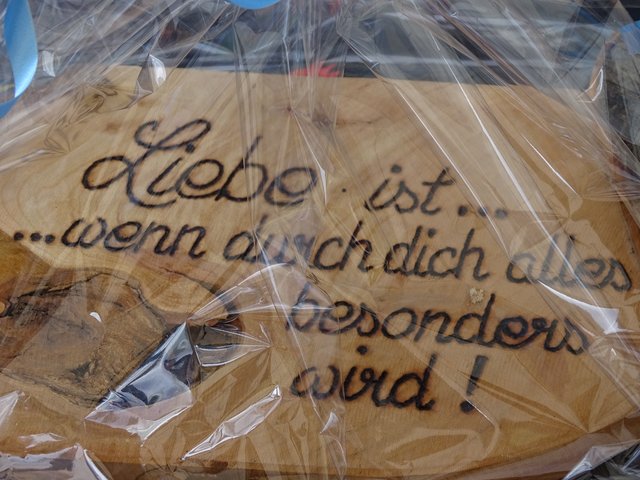 Liebe ist...
...wenn durch dich alles
besonders
wird!